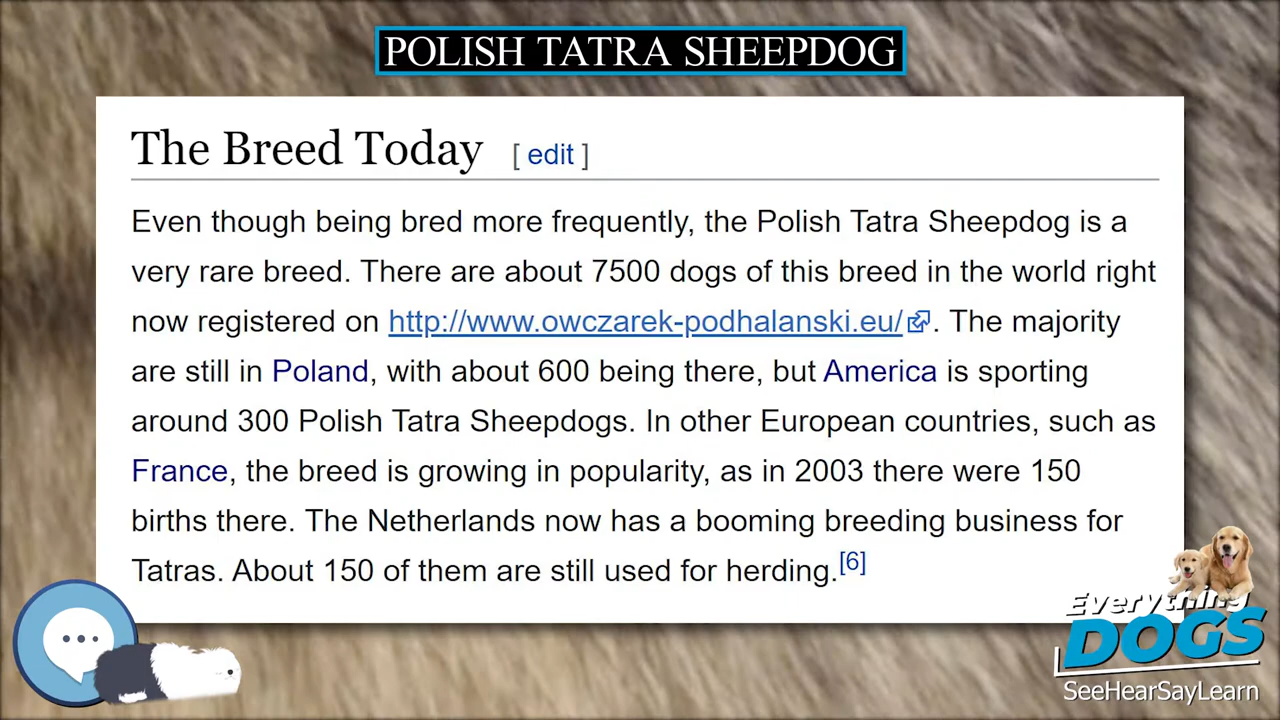 POLISH TATRA SHEEPDOG
The Breed Today [ edit ]
Even though being bred more frequently, the Polish Tatra Sheepdog is a
very rare breed. There are about 7500 dogs of this breed in the world right
now registered on http://www.owczarek-podhalanski.eu/. The majority
are still in Poland, with about 600 being there, but America is sporting
around 300 Polish Tatra Sheepdogs. In other European countries, such as
France, the breed is growing in popularity, as in 2003 there were 150
births there. The Netherlands now has a booming breeding business for
Tatras. About 150 of them are still used for herding.[6]
Everything
DOGS
SeeHearSayLearn